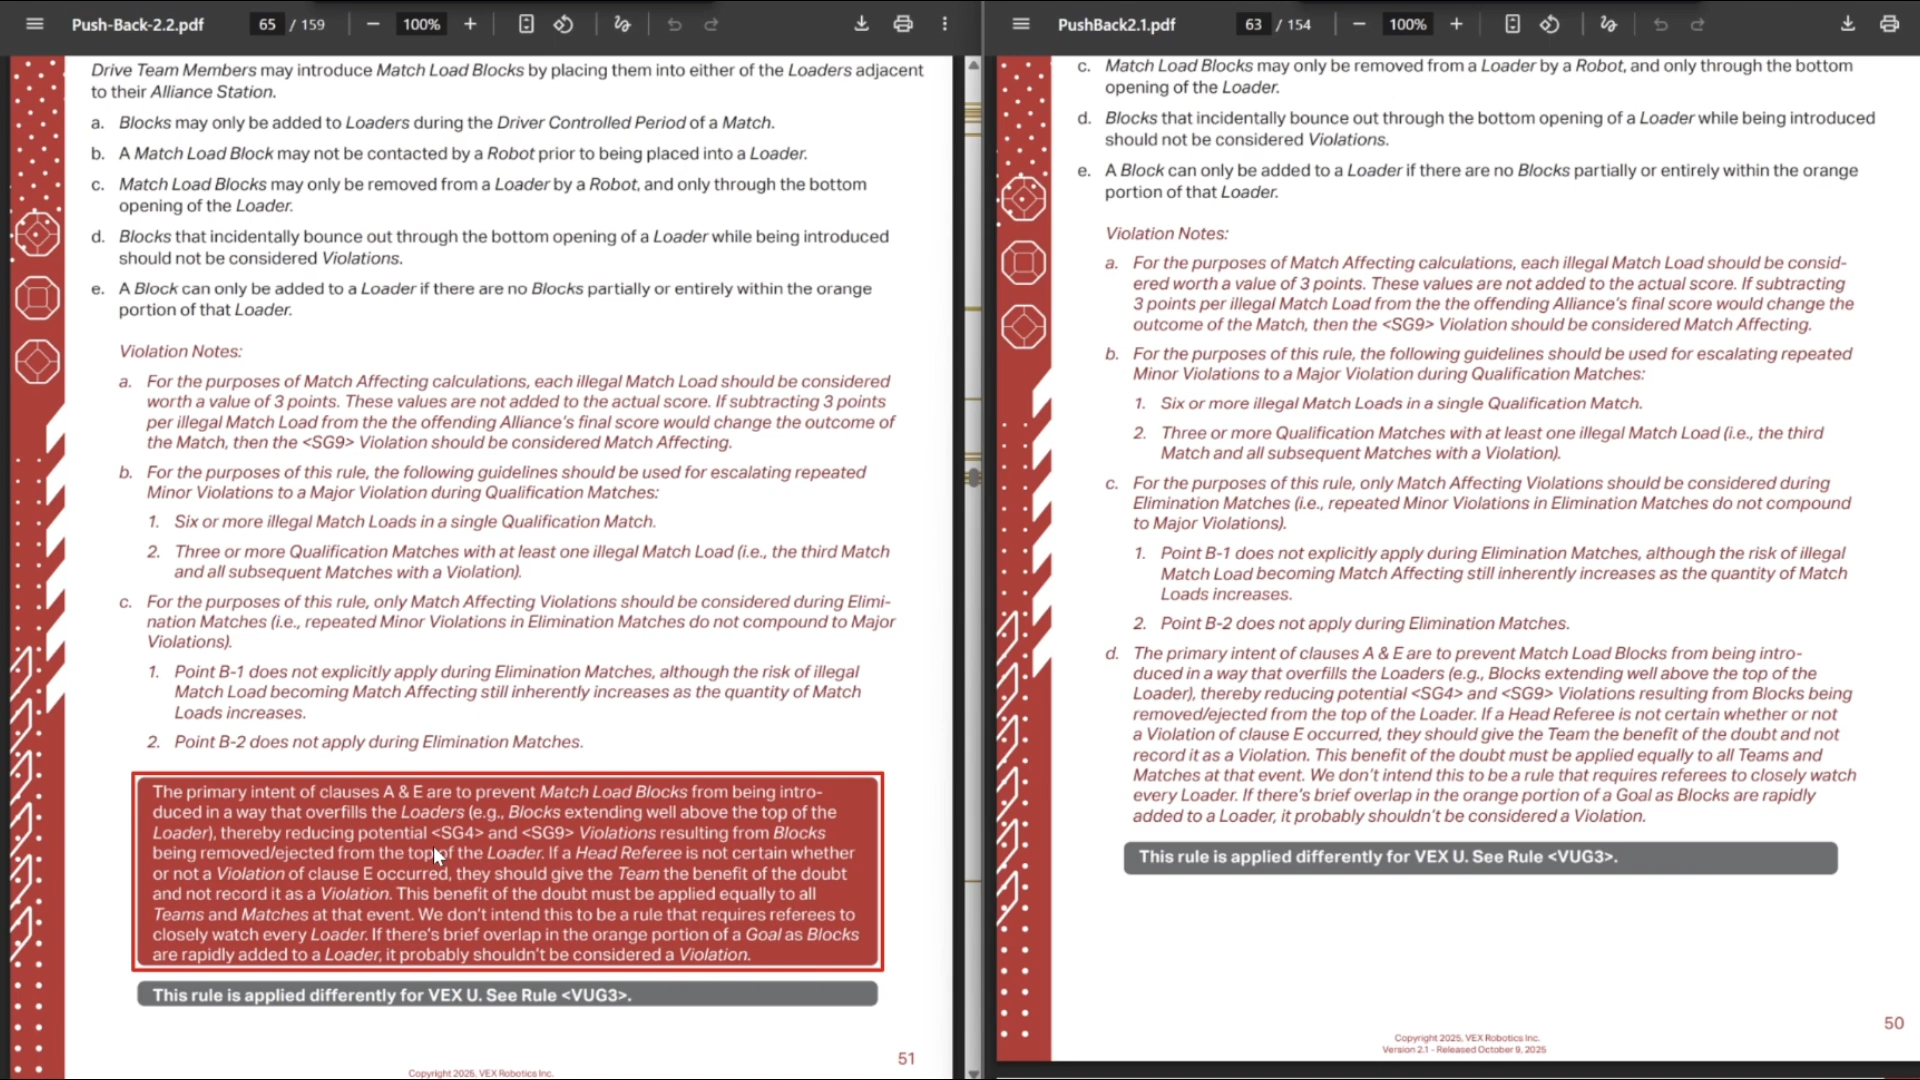 Push-Back-2.2.pdf
65 / 159
100%
Drive Team Members may introduce Match Load Blocks by placing them into either of the Loaders adjacent
to their Alliance Station.
a. Blocks may only be added to Loaders during the Driver Controlled Period of a Match.
b. A Match Load Block may not be contacted by a Robot prior to being placed into a Loader.
c. Match Load Blocks may only be removed from a Loader by a Robot, and only through the bottom
opening of the Loader.
d. Blocks that incidentally bounce out through the bottom opening of a Loader while being introduced
should not be considered Violations.
e. A Block can only be added to a Loader if there are no Blocks partially or entirely within the orange
portion of that Loader.
Violation Notes:
a. For the purposes of Match Affecting calculations, each illegal Match Load should be considered
worth a value of 3 points. These values are not added to the actual score. If subtracting 3 points
per illegal Match Load from the the offending Alliance's final score would change the outcome of
the Match, then the <SG9> Violation should be considered Match Affecting.
b. For the purposes of this rule, the following guidelines should be used for escalating repeated
Minor Violations to a Major Violation during Qualification Matches:
1. Six or more illegal Match Loads in a single Qualification Match.
2. Three or more Qualification Matches with at least one illegal Match Load (i.e., the third Match
and all subsequent Matches with a Violation).
c. For the purposes of this rule, only Match Affecting Violations should be considered during Elimi-
nation Matches (i.e., repeated Minor Violations in Elimination Matches do not compound to Major
Violations).
1. Point B-1 does not explicitly apply during Elimination Matches, although the risk of illegal
Match Load becoming Match Affecting still inherently increases as the quantity of Match
Loads increases.
2. Point B-2 does not apply during Elimination Matches.
The primary intent of clauses A & E are to prevent Match Load Blocks from being intro-
duced in a way that overfills the Loaders (e.g., Blocks extending well above the top of the
Loader), thereby reducing potential <SG4> and <SG9> Violations resulting from Blocks
being removed/ejected from the top of the Loader. If a Head Referee is not certain whether
or not a Violation of clause E occurred, they should give the Team the benefit of the doubt
and not record it as a Violation. This benefit of the doubt must be applied equally to all
Teams and Matches at that event. We don't intend this to be a rule that requires referees to
closely watch every Loader. If there's brief overlap in the orange portion of a Goal as Blocks
are rapidly added to a Loader, it probably shouldn't be considered a Violation.
This rule is applied differently for VEX U. See Rule <VUG3>.
51
Copyright 2025, VEX Robotics Inc.
PushBack2.1.pdf
63 / 154
100%
c. Match Load Blocks may only be removed from a Loader by a Robot, and only through the bottom
opening of the Loader.
d. Blocks that incidentally bounce out through the bottom opening of a Loader while being introduced
should not be considered Violations.
e. A Block can only be added to a Loader if there are no Blocks partially or entirely within the orange
portion of that Loader.
Violation Notes:
a. For the purposes of Match Affecting calculations, each illegal Match Load should be consid-
ered worth a value of 3 points. These values are not added to the actual score. If subtracting
3 points per illegal Match Load from the the offending Alliance's final score would change the
outcome of the Match, then the <SG9> Violation should be considered Match Affecting.
b. For the purposes of this rule, the following guidelines should be used for escalating repeated
Minor Violations to a Major Violation during Qualification Matches:
1. Six or more illegal Match Loads in a single Qualification Match.
2. Three or more Qualification Matches with at least one illegal Match Load (i.e., the third
Match and all subsequent Matches with a Violation).
c. For the purposes of this rule, only Match Affecting Violations should be considered during
Elimination Matches (i.e., repeated Minor Violations in Elimination Matches do not compound
to Major Violations).
1. Point B-1 does not explicitly apply during Elimination Matches, although the risk of illegal
Match Load becoming Match Affecting still inherently increases as the quantity of Match
Loads increases.
2. Point B-2 does not apply during Elimination Matches.
d. The primary intent of clauses A & E are to prevent Match Load Blocks from being intro-
duced in a way that overfills the Loaders (e.g., Blocks extending well above the top of the
Loader), thereby reducing potential <SG4> and <SG9> Violations resulting from Blocks being
removed/ejected from the top of the Loader. If a Head Referee is not certain whether or not
a Violation of clause E occurred, they should give the Team the benefit of the doubt and not
record it as a Violation. This benefit of the doubt must be applied equally to all Teams and
Matches at that event. We don't intend this to be a rule that requires referees to closely watch
every Loader. If there's brief overlap in the orange portion of a Goal as Blocks are rapidly
added to a Loader, it probably shouldn't be considered a Violation.
This rule is applied differently for VEX U. See Rule <VUG3>.
50
Copyright 2025, VEX Robotics Inc.
Version 2.1 - Released October 9, 2025